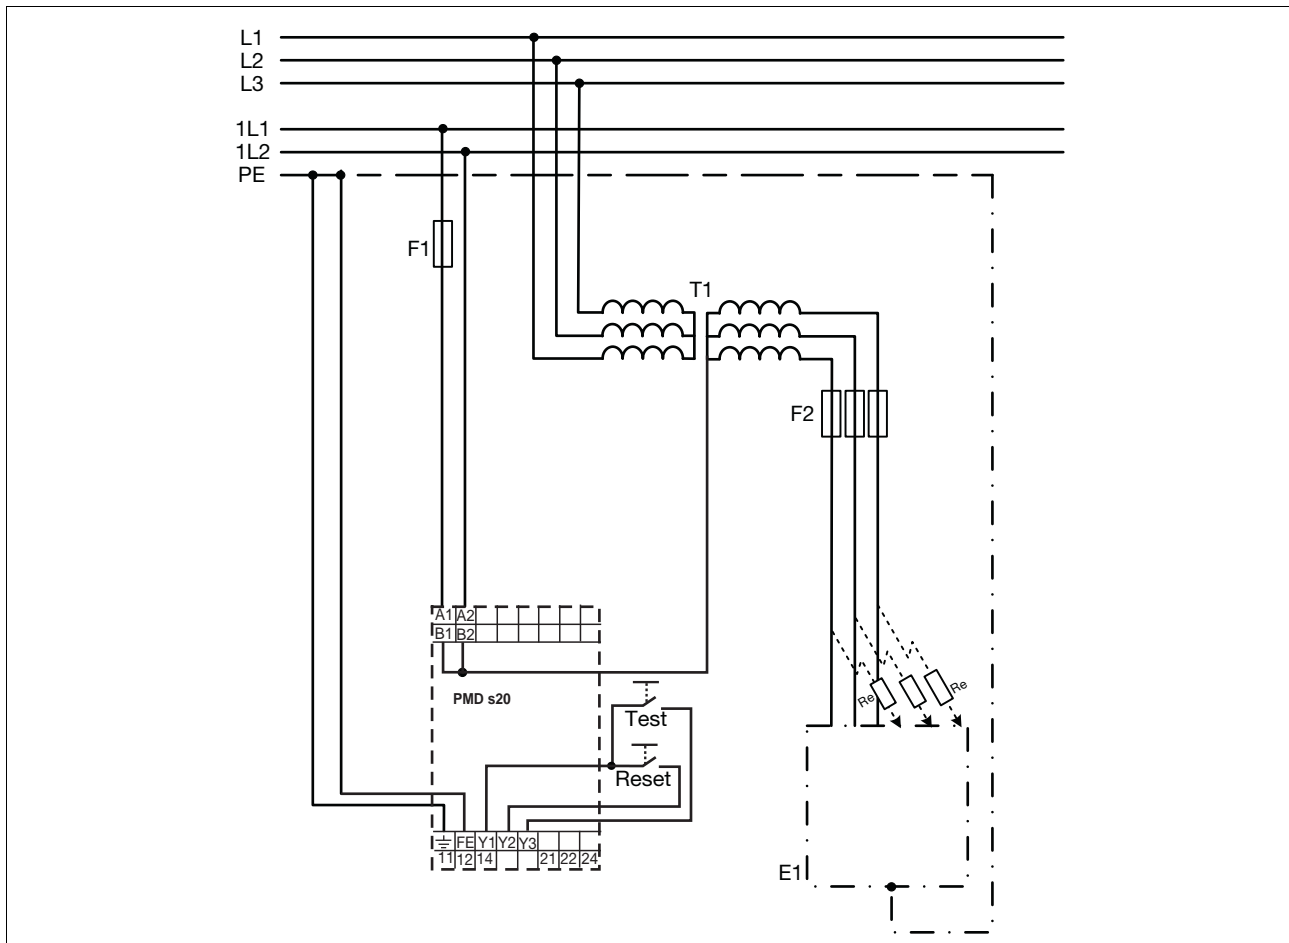 L1
L2
L3
1L1
1L2
PE
F1
T1
F2
A1 A2
B1 B2
PMD s20
Test
Reset
Re
Re
FE Y1 Y2 Y3
11 12 14 21 22 24
E1